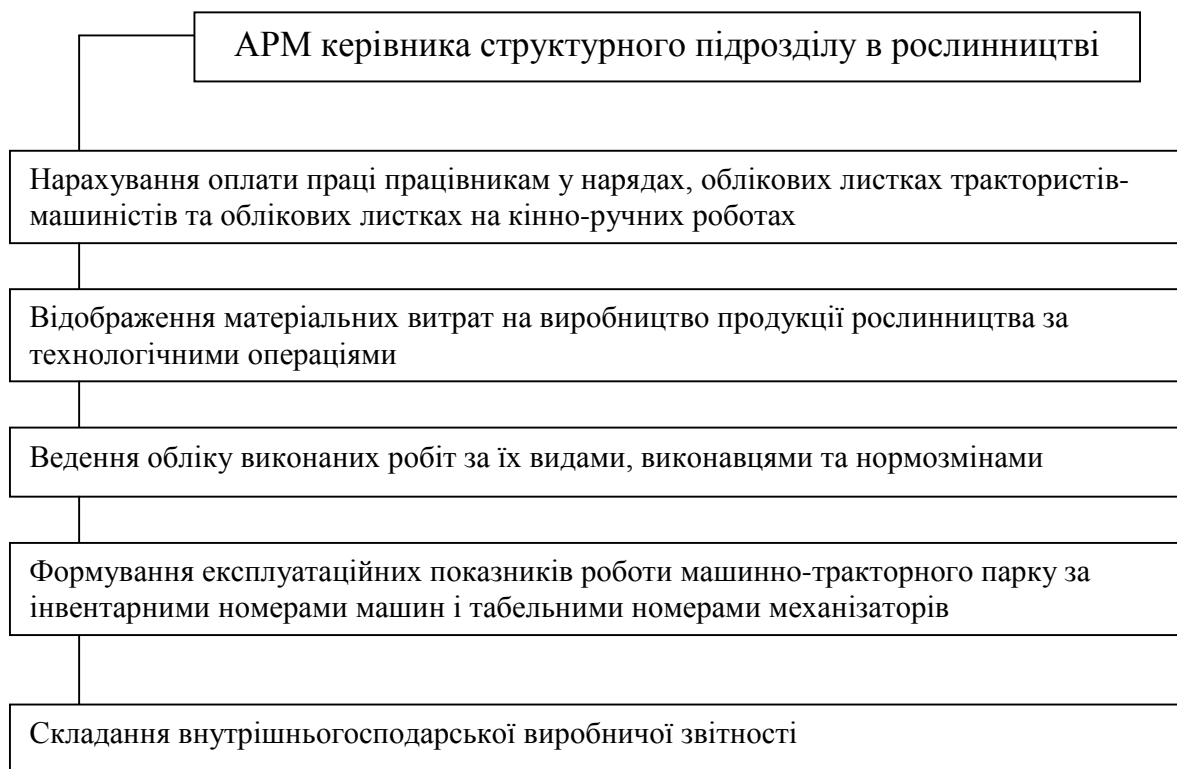 АРМ керівника структурного підрозділу в рослинництві
Нарахування оплати праці працівникам у нарядах, облікових листках трактористів-
машиністів та облікових листках на кінно-ручних роботах
Відображення матеріальних витрат на виробництво продукції рослинництва за
технологічними операціями
Ведення обліку виконаних робіт за їх видами, виконавцями та нормозмінами
Формування експлуатаційних показників роботи машинно-тракторного парку за
інвентарними номерами машин і табельними номерами механізаторів
Складання внутрішньогосподарської виробничої звітності